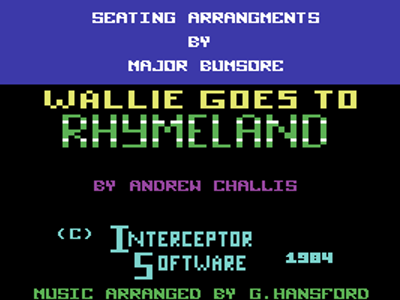 SEATING ARRANGMENTS
BY
MAJOR BUMSORE
WALLIE GOES TO
RHYMELAND
BY ANDREW CHALLIS
(C) INTERCEPTOR
SOFTWARE 1984
MUSIC ARRANGED BY G.HANSFORD